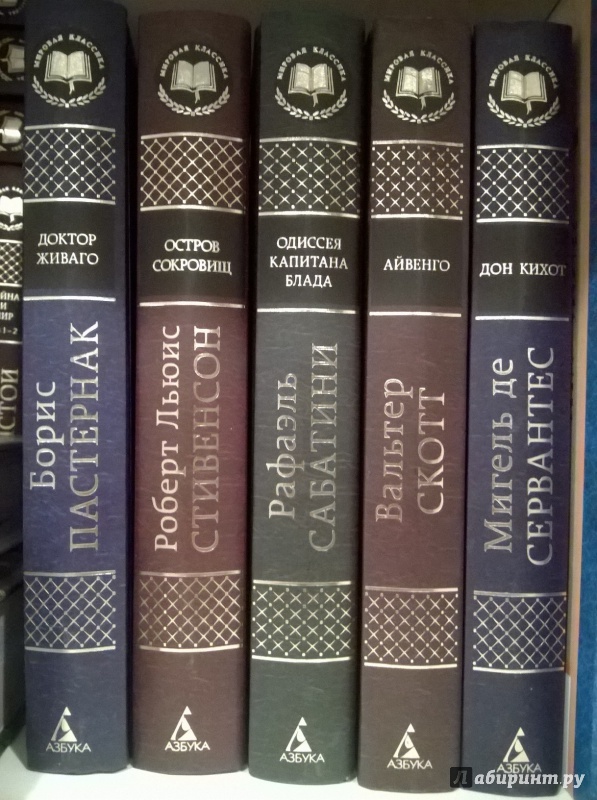 МИРОВАЯ КЛАССИКА
ДОКТОР
ЖИВАГО
Борис
ПАСТЕРНАК
АЗБУКА
МИРОВАЯ КЛАССИКА
ОСТРОВ
СОКРОВИЩ
Роберт Льюис
СТИВЕНСОН
АЗБУКА
МИРОВАЯ КЛАССИКА
ОДИССЕЯ
КАПИТАНА
БЛАДА
Рафаэль
САБАТИНИ
АЗБУКА
МИРОВАЯ КЛАССИКА
АЙВЕНГО
Вальтер
СКОТТ
АЗБУКА
МИРОВАЯ КЛАССИКА
ДОН КИХОТ
Мигель де
СЕРВАНТЕС
АЗБУКА
Лабиринт.ру